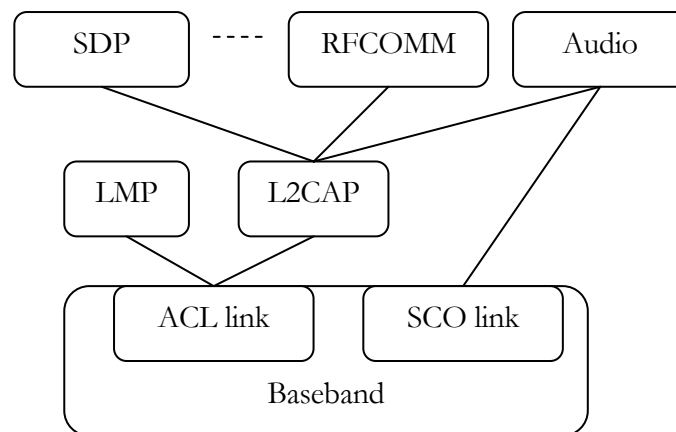 SDP ---- RFCOMM Audio
LMP L2CAP
ACL link SCO link
Baseband